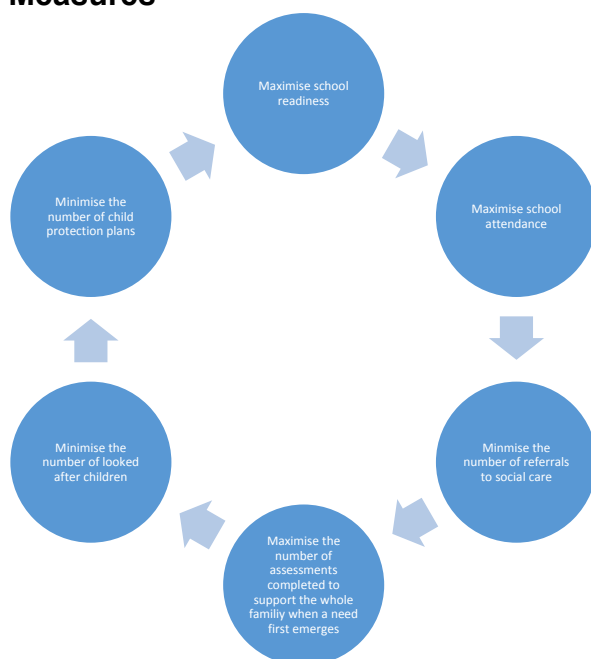 Measures
Maximise school
readiness
Maximise school
attendance
Minmise the
number of referrals
to social care
Maximise the
number of
assessments
completed to
support the whole
familiy when a need
first emerges
Minimise the
number of looked
after children
Minimise the
number of child
protection plans